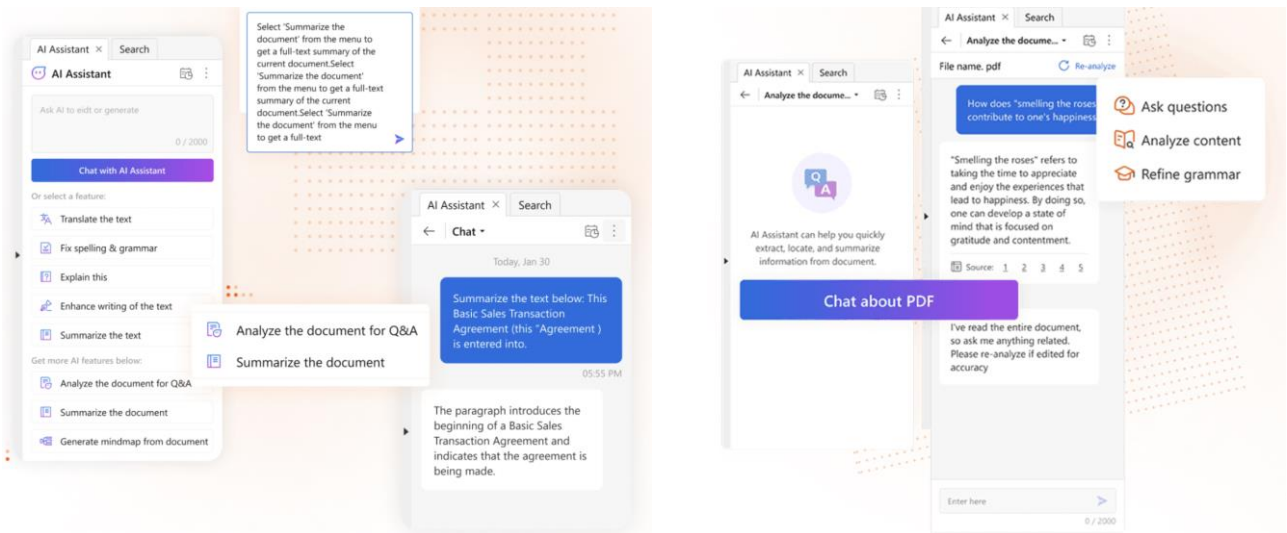 AI Assistant × Search
AI Assistant
Ask AI to eidt or generate
0 / 2000
Chat with AI Assistant
Or select a feature:
Translate the text
Fix spelling & grammar
Explain this
Enhance writing of the text
Summarize the text
Get more AI features below:
Analyze the document for Q&A
Summarize the document
Generate mindmap from document
Select 'Summarize the
document' from the menu to
get a full-text summary of the
current document.Select
'Summarize the document'
from the menu to get a full-text
summary of the current
document.Select 'Summarize
the document' from the menu
to get a full-text
Analyze the document for Q&A
Summarize the document
AI Assistant × Search
Chat
Today, Jan 30
Summarize the text below: This
Basic Sales Transaction
Agreement (this "Agreement )
is entered into.
05:55 PM
The paragraph introduces the
beginning of a Basic Sales
Transaction Agreement and
indicates that the agreement is
being made.
AI Assistant × Search
Analyze the docume...
Q
A
AI Assistant can help you quickly
extract, locate, and summarize
information from document.
Chat about PDF
AI Assistant × Search
Analyze the docume...
File name. pdf Re-analyze
How does "smelling the roses
contribute to one's happiness
"Smelling the roses" refers to
taking the time to appreciate
and enjoy the experiences that
lead to happiness. By doing so,
one can develop a state of
mind that is focused on
gratitude and contentment.
Source: 1 2 3 4 5
I've read the entire document,
so ask me anything related.
Please re-analyze if edited for
accuracy
Enter here
0 / 2000
Ask questions
Analyze content
Refine grammar